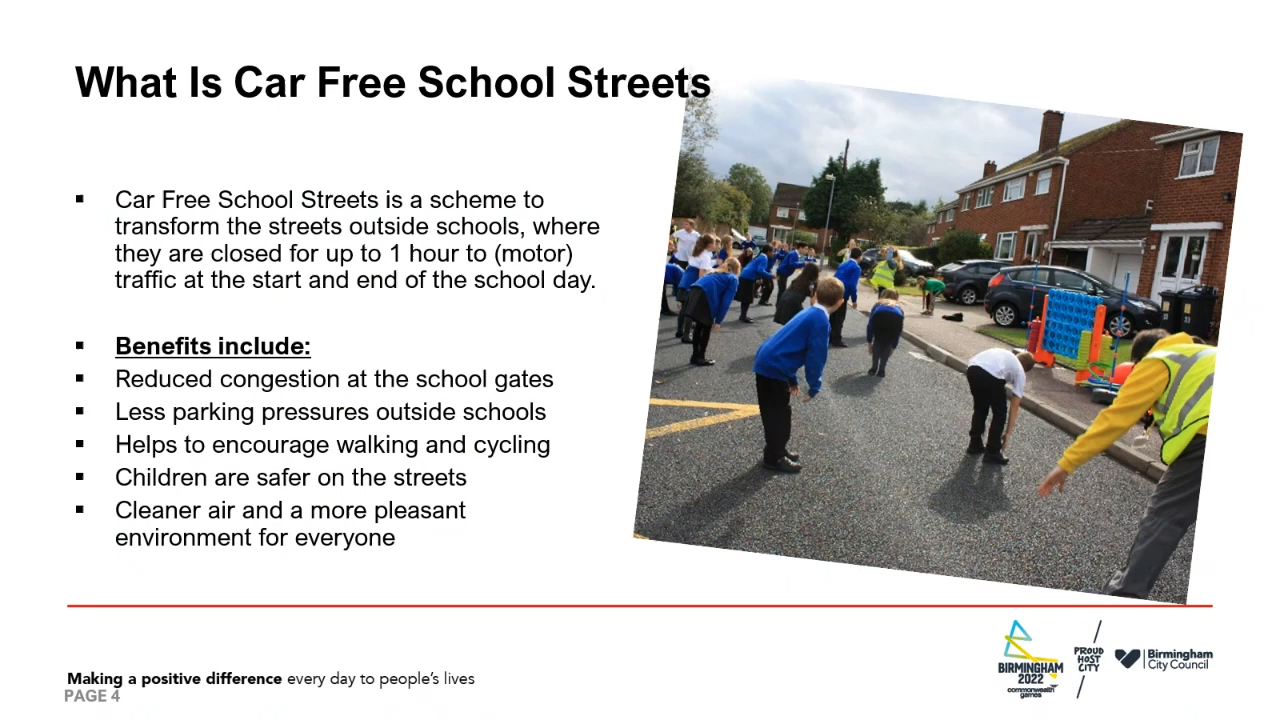 What Is Car Free School Streets
Car Free School Streets is a scheme to
transform the streets outside schools, where
they are closed for up to 1 hour to (motor)
traffic at the start and end of the school day.
Benefits include:
Reduced congestion at the school gates
Less parking pressures outside schools
Helps to encourage walking and cycling
Children are safer on the streets
Cleaner air and a more pleasant
environment for everyone
Making a positive difference every day to people's lives
PAGE 4
BIRMINGHAM
2022
commonwealth
games
PROUD
HOST
CITY
Birmingham
City Council